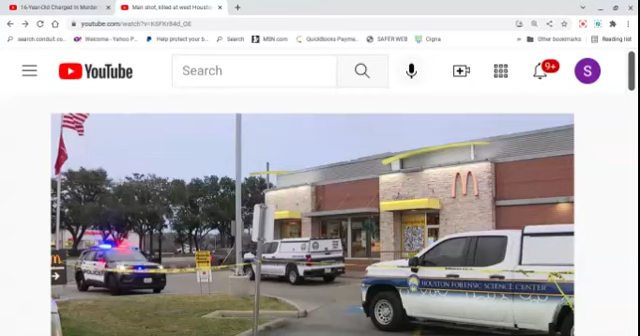 16-Year-Old Charged In Murder
Man shot, killed at west Houston
youtube.com/watch?v=K6FKr84d_OE
search.conduit.co... Welcome - Yahoo P... Help protect your b... Search MSN.com QuickBooks Payme... SAFER WEB Cigna » Other bookmarks Reading list
YouTube
Search
9+
S
HOUSTON FORENSIC SCIENCE CENTER